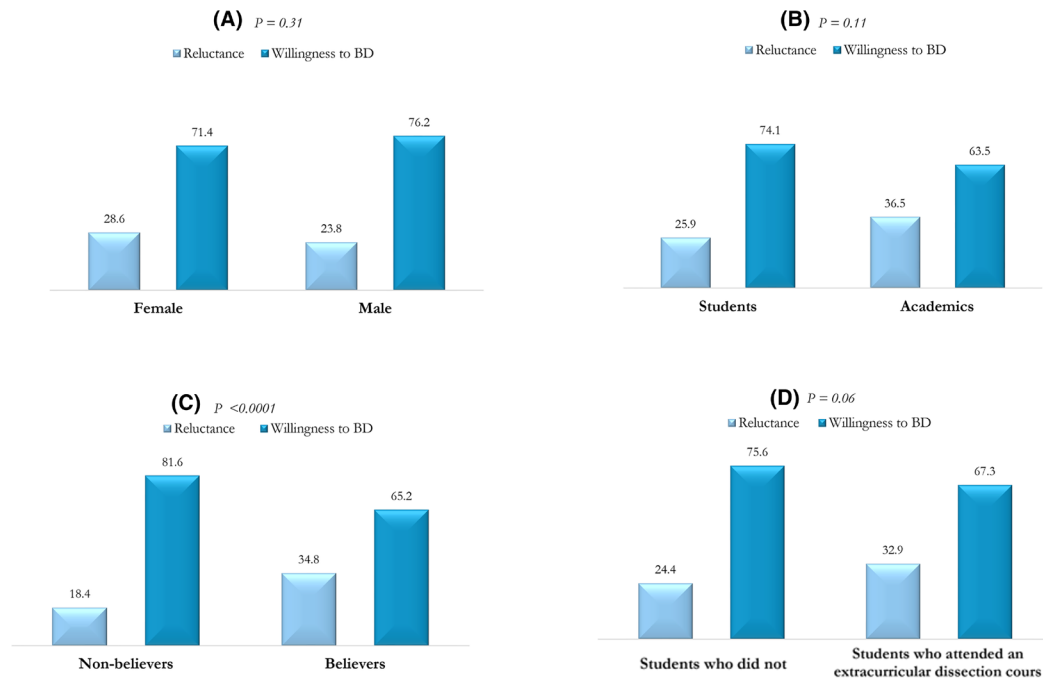 (A) P = 0.31
Reluctance Willingness to BD
28.6
71.4
23.8
76.2
Female Male
(B) P = 0.11
Reluctance Willingness to BD
25.9
74.1
36.5
63.5
Students Academics
(C) P <0.0001
Reluctance Willingness to BD
18.4
81.6
34.8
65.2
Non-believers Believers
(D) P = 0.06
Reluctance Willingness to BD
24.4
75.6
32.9
67.3
Students who did not
Students who attended an
extracurricular dissection cours